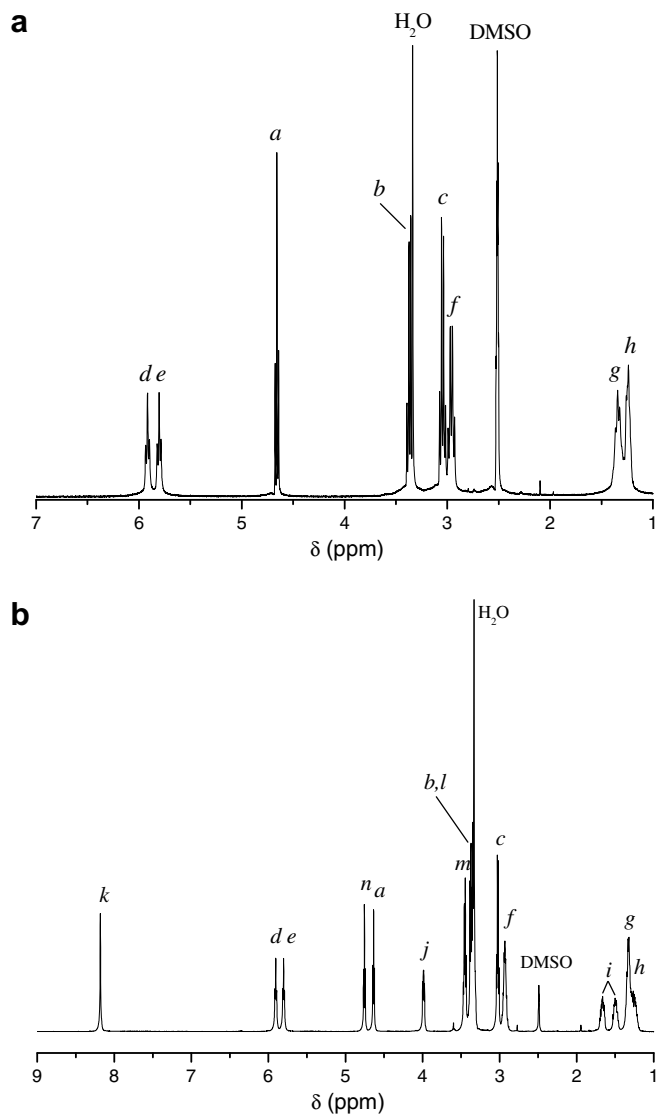 a
H₂O
DMSO
a
b
c
f
d e
g
h
7 6 5 4 3 2 1
δ (ppm)
b
H₂O
b,l
m
c
k
n a
d e
j
f
DMSO
g
i
h
9 8 7 6 5 4 3 2 1
δ (ppm)